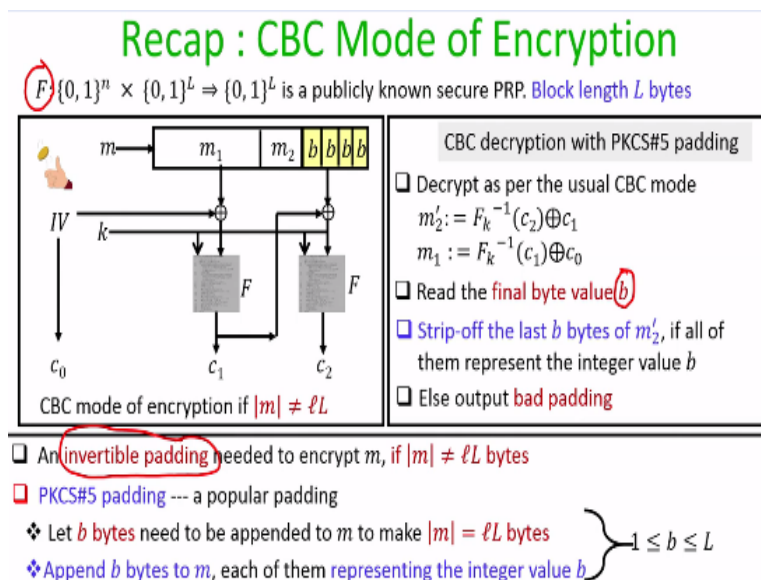 Recap : CBC Mode of Encryption
F: {0, 1}ⁿ × {0, 1}ᴸ ⇒ {0, 1}ᴸ is a publicly known secure PRP. Block length L bytes
m m₁ m₂ b b b b
IV
k
F F
c₀ c₁ c₂
CBC mode of encryption if |m| ≠ ℓL
CBC decryption with PKCS#5 padding
❑ Decrypt as per the usual CBC mode
m₂′ := Fₖ⁻¹(c₂)⊕c₁
m₁ := Fₖ⁻¹(c₁)⊕c₀
❑ Read the final byte value b
❑ Strip-off the last b bytes of m₂′, if all of
them represent the integer value b
❑ Else output bad padding
❑ An invertible padding needed to encrypt m, if |m| ≠ ℓL bytes
❑ PKCS#5 padding --- a popular padding
❖ Let b bytes need to be appended to m to make |m| = ℓL bytes
❖Append b bytes to m, each of them representing the integer value b
1 ≤ b ≤ L